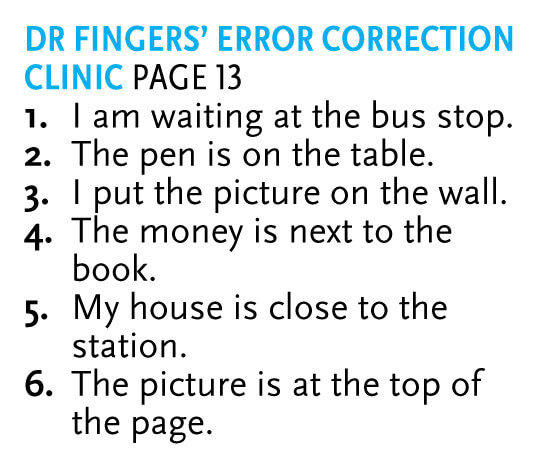 DR FINGERS’ ERROR CORRECTION
CLINIC PAGE 13
1. I am waiting at the bus stop.
2. The pen is on the table.
3. I put the picture on the wall.
4. The money is next to the
book.
5. My house is close to the
station.
6. The picture is at the top of
the page.